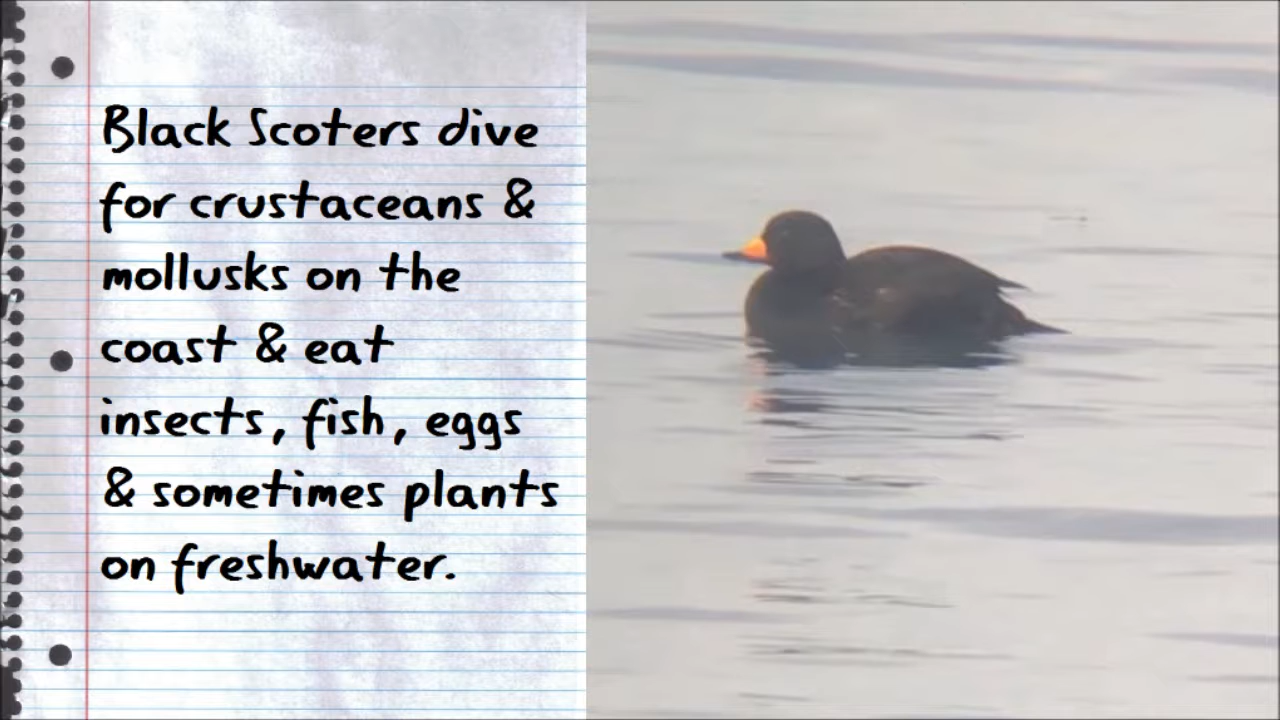 Black Scoters dive
for crustaceans &
mollusks on the
coast & eat
insects, fish, eggs
& sometimes plants
on freshwater.